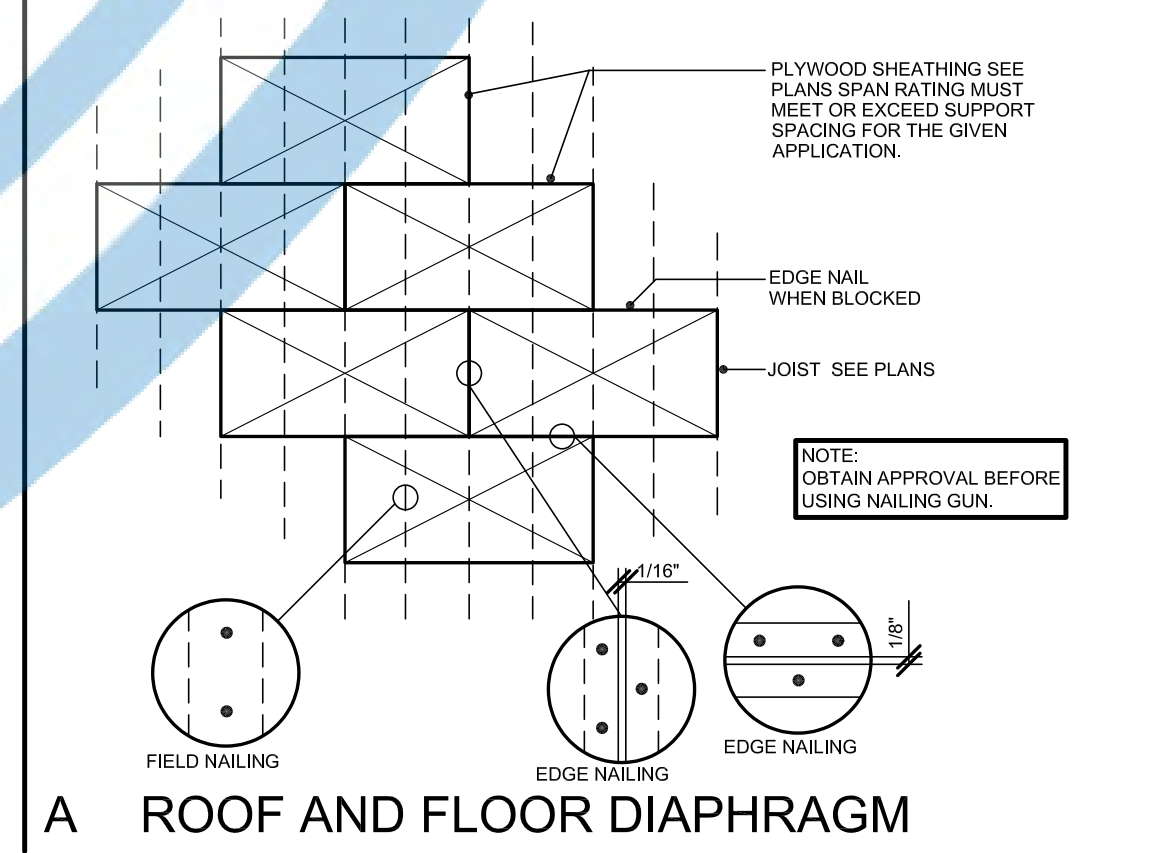 PLYWOOD SHEATHING SEE
PLANS SPAN RATING MUST
MEET OR EXCEED SUPPORT
SPACING FOR THE GIVEN
APPLICATION.
EDGE NAIL
WHEN BLOCKED
JOIST SEE PLANS
NOTE:
OBTAIN APPROVAL BEFORE
USING NAILING GUN.
1/16"
1/8"
FIELD NAILING
EDGE NAILING
EDGE NAILING
A ROOF AND FLOOR DIAPHRAGM